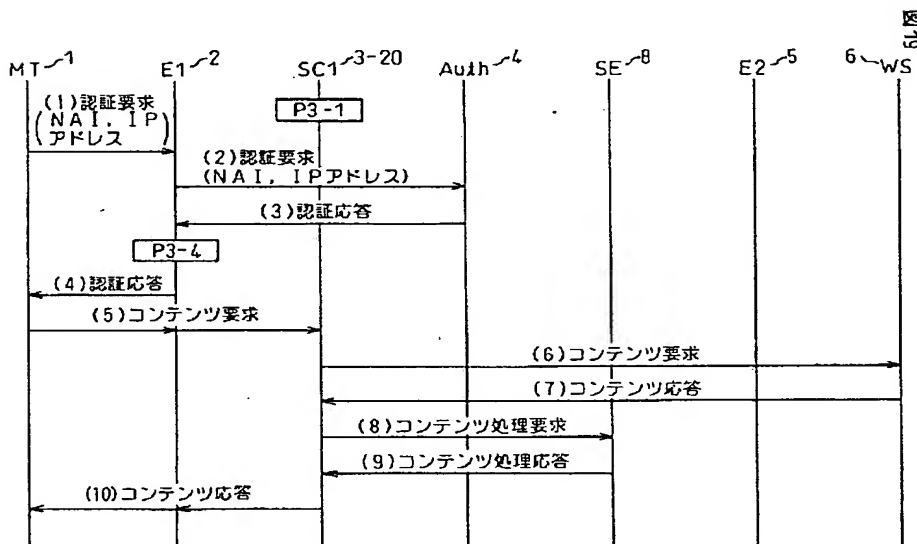 図19
MT 1
E1 2
SC1 3-20
Auth 4
SE 8
E2 5
6 WS
P3-1
(1)認証要求
(NAI, IP
アドレス)
(2)認証要求
(NAI, IPアドレス)
(3)認証応答
P3-4
(4)認証応答
(5)コンテンツ要求
(6)コンテンツ要求
(7)コンテンツ応答
(8)コンテンツ処理要求
(9)コンテンツ処理応答
(10)コンテンツ応答